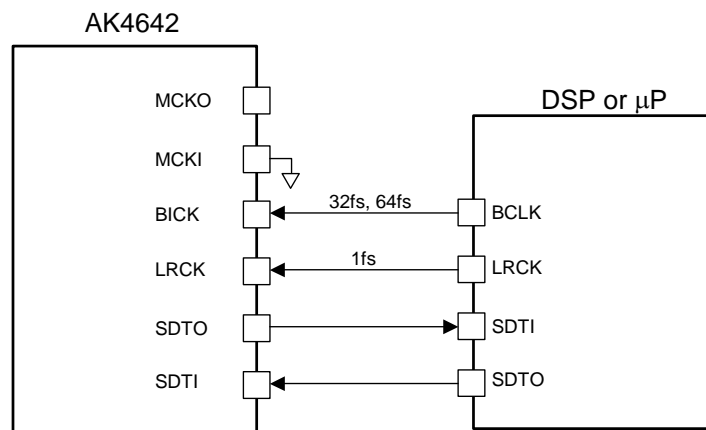 AK4642
DSP or μP
MCKO
MCKI
BICK
32fs, 64fs
BCLK
LRCK
1fs
LRCK
SDTO
SDTI
SDTI
SDTO